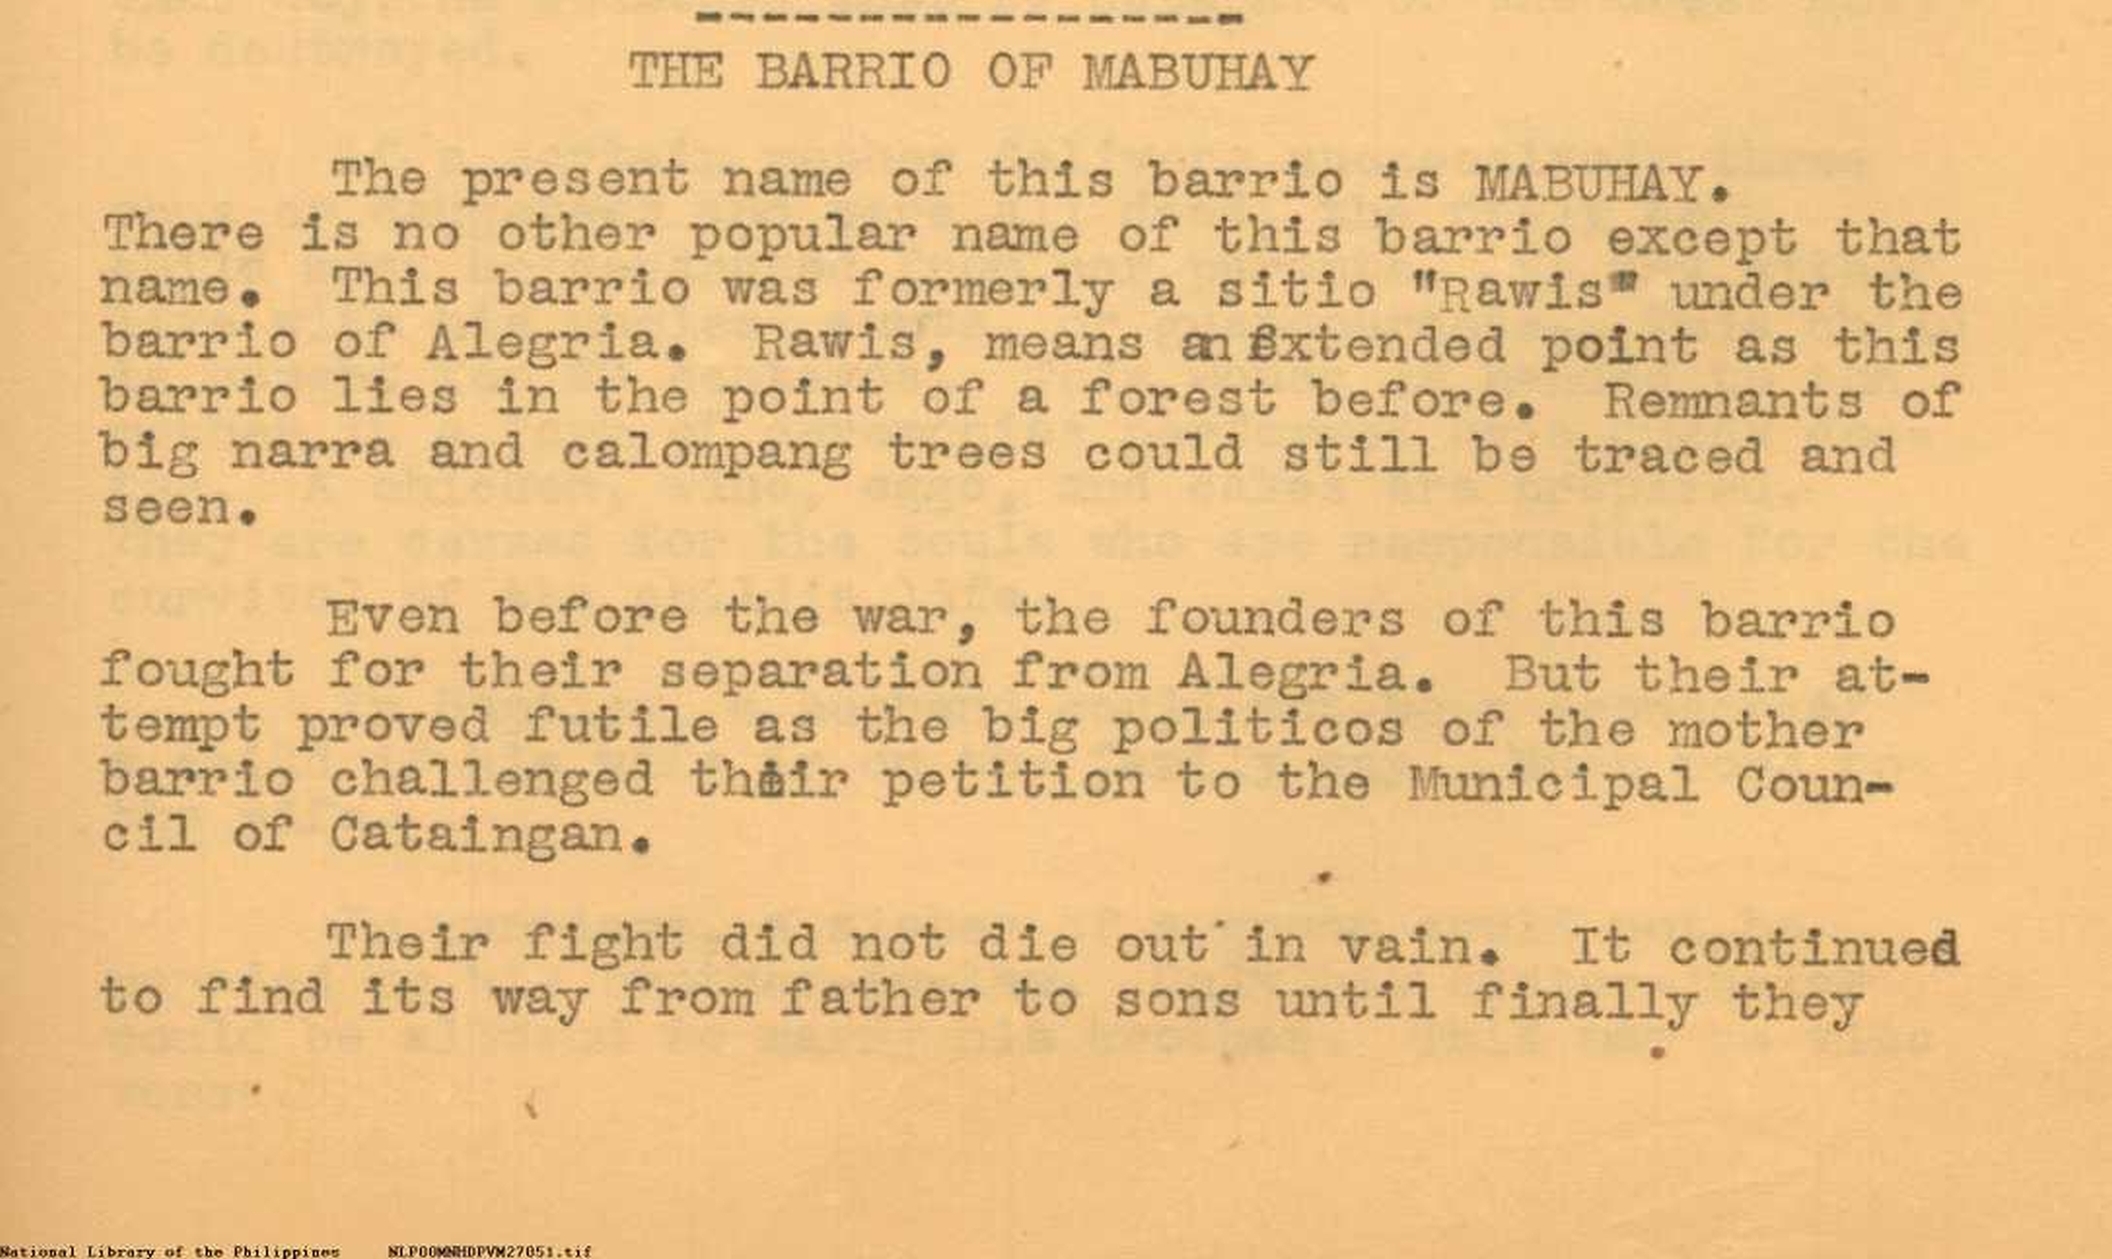 THE BARRIO OF MABUHAY
The present name of this barrio is MABUHAY.
There is no other popular name of this barrio except that
name. This barrio was formerly a sitio "Rawis" under the
barrio of Alegria. Rawis, means an extended point as this
barrio lies in the point of a forest before. Remnants of
big narra and calompang trees could still be traced and
seen.
Even before the war, the founders of this barrio
fought for their separation from Alegria. But their at-
tempt proved futile as the big politicos of the mother
barrio challenged their petition to the Municipal Coun-
cil of Cataingan.
Their fight did not die out in vain. It continued
to find its way from father to sons until finally they
National Library of the Philippines NLP00MNHDPVM27051.tif